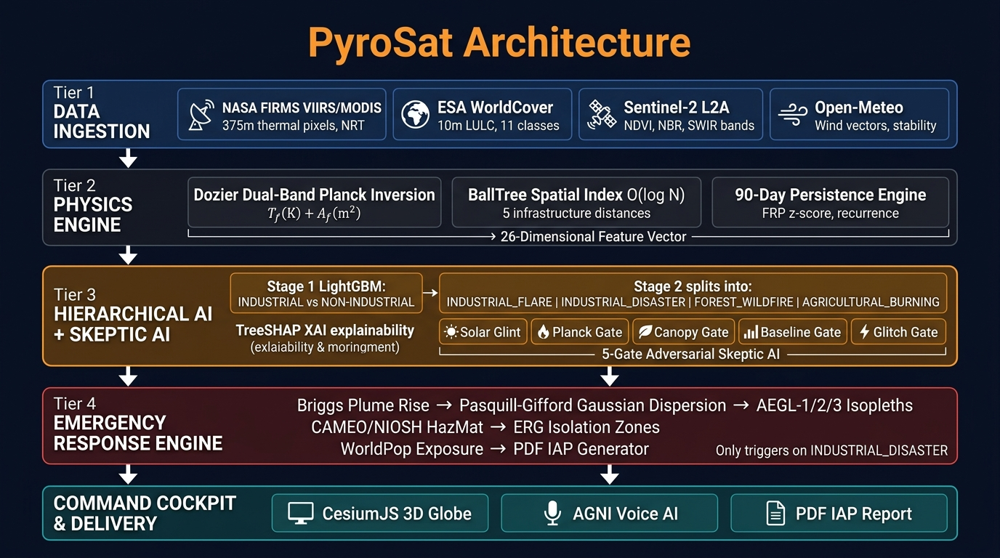 PyroSat Architecture
Tier 1
DATA
INGESTION
NASA FIRMS VIIRS/MODIS
375m thermal pixels, NRT
ESA WorldCover
10m LULC, 11 classes
Sentinel-2 L2A
NDVI, NBR, SWIR bands
Open-Meteo
Wind vectors, stability
Tier 2
PHYSICS
ENGINE
Dozier Dual-Band Planck Inversion
T_f(K) + A_f(m²)
BallTree Spatial Index O(log N)
5 infrastructure distances
90-Day Persistence Engine
FRP z-score, recurrence
→ 26-Dimensional Feature Vector
Tier 3
HIERARCHICAL AI
+ SKEPTIC AI
Stage 1 LightGBM:
INDUSTRIAL vs NON-INDUSTRIAL
TreeSHAP XAI explainability
(exlaiability & moringment)
Stage 2 splits into:
INDUSTRIAL_FLARE | INDUSTRIAL_DISASTER | FOREST_WILDFIRE | AGRICULTURAL_BURNING
Solar Glint
Planck Gate
Canopy Gate
Baseline Gate
Glitch Gate
5-Gate Adversarial Skeptic AI
Tier 4
EMERGENCY
RESPONSE ENGINE
Briggs Plume Rise → Pasquill-Gifford Gaussian Dispersion → AEGL-1/2/3 Isopleths
CAMEO/NIOSH HazMat → ERG Isolation Zones
WorldPop Exposure → PDF IAP Generator
Only triggers on INDUSTRIAL_DISASTER
COMMAND COCKPIT
& DELIVERY
CesiumJS 3D Globe
AGNI Voice AI
PDF IAP Report